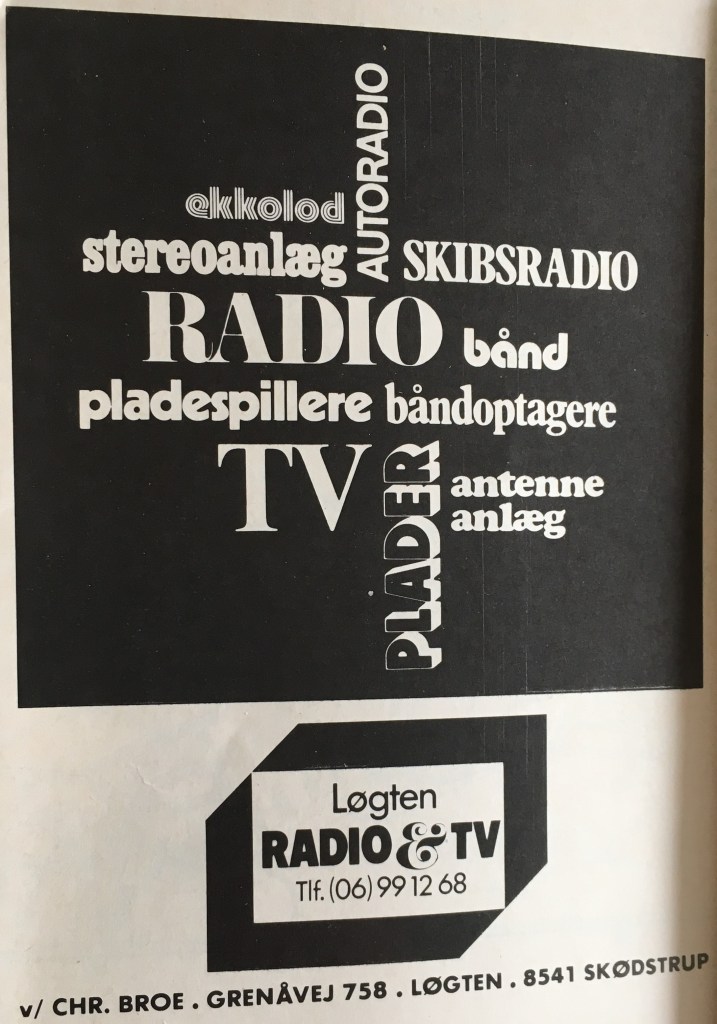 AUTORADIO
ekkolod
stereoanlæg
SKIBSRADIO
RADIO
bånd
pladespillere
båndoptagere
TV
PLADER
antenne
anlæg
Løgten
RADIO & TV
Tlf. (06) 99 12 68
v/ CHR. BROE . GRENÅVEJ 758 . LØGTEN . 8541 SKØDSTRUP